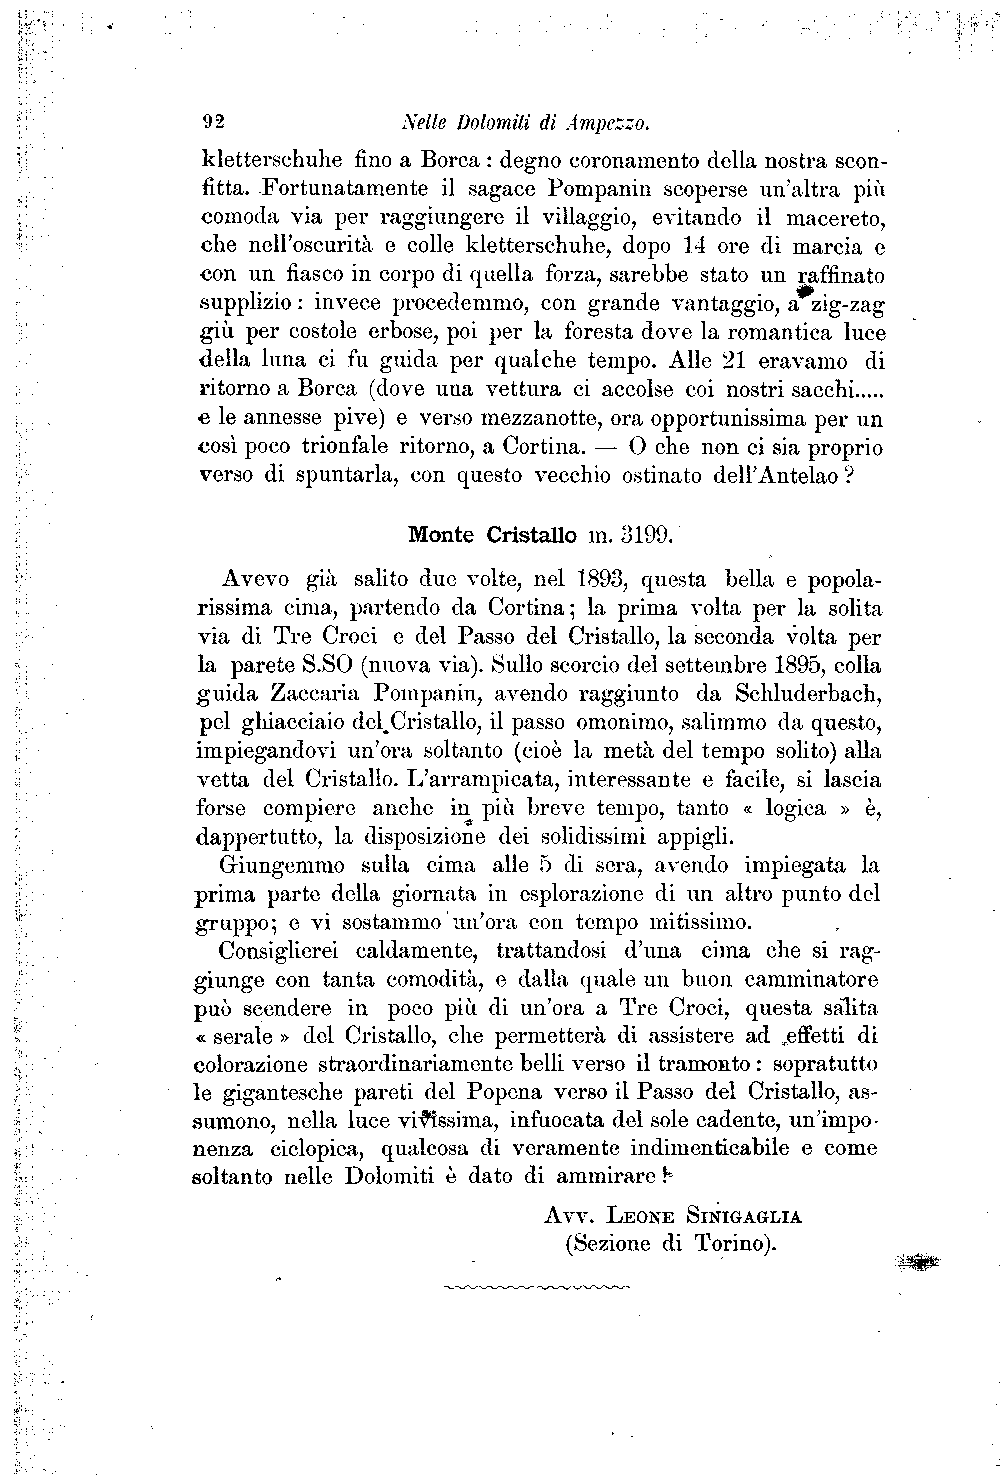 92 Nelle Dolomiti di Ampezzo.
kletterschuhe fino a Borca : degno coronamento della nostra scon-
fitta. Fortunatamente il sagace Pompanin scoperse un'altra più
comoda via per raggiungere il villaggio, evitando il macereto,
che nell'oscurità e colle kletterschuhe, dopo 14 ore di marcia e
con un fiasco in corpo di quella forza, sarebbe stato un raffinato
supplizio : invece procedemmo, con grande vantaggio, a zig-zag
giù per costole erbose, poi per la foresta dove la romantica luce
della luna ci fu guida per qualche tempo. Alle 21 eravamo di
ritorno a Borca (dove una vettura ci accolse coi nostri sacchi.....
e le annesse pive) e verso mezzanotte, ora opportunissima per un
così poco trionfale ritorno, a Cortina. — O che non ci sia proprio
verso di spuntarla, con questo vecchio ostinato dell'Antelao ?
Monte Cristallo m. 3199.
Avevo già salito due volte, nel 1893, questa bella e popola-
rissima cima, partendo da Cortina ; la prima volta per la solita
via di Tre Croci e del Passo del Cristallo, la seconda volta per
la parete S.SO (nuova via). Sullo scorcio del settembre 1895, colla
guida Zaccaria Pompanin, avendo raggiunto da Schluderbach,
pel ghiacciaio del Cristallo, il passo omonimo, salimmo da questo,
impiegandovi un'ora soltanto (cioè la metà del tempo solito) alla
vetta del Cristallo. L'arrampicata, interessante e facile, si lascia
forse compiere anche in più breve tempo, tanto « logica » è,
dappertutto, la disposizione dei solidissimi appigli.
Giungemmo sulla cima alle 5 di sera, avendo impiegata la
prima parte della giornata in esplorazione di un altro punto del
gruppo; e vi sostammo un'ora con tempo mitissimo.
Consiglierei caldamente, trattandosi d'una cima che si rag-
giunge con tanta comodità, e dalla quale un buon camminatore
può scendere in poco più di un'ora a Tre Croci, questa salita
« serale » del Cristallo, che permetterà di assistere ad effetti di
colorazione straordinariamente belli verso il tramonto : sopratutto
le gigantesche pareti del Popena verso il Passo del Cristallo, as-
sumono, nella luce vivissima, infuocata del sole cadente, un'impo-
nenza ciclopica, qualcosa di veramente indimenticabile e come
soltanto nelle Dolomiti è dato di ammirare !
Avv. Leone Sinigaglia
(Sezione di Torino).